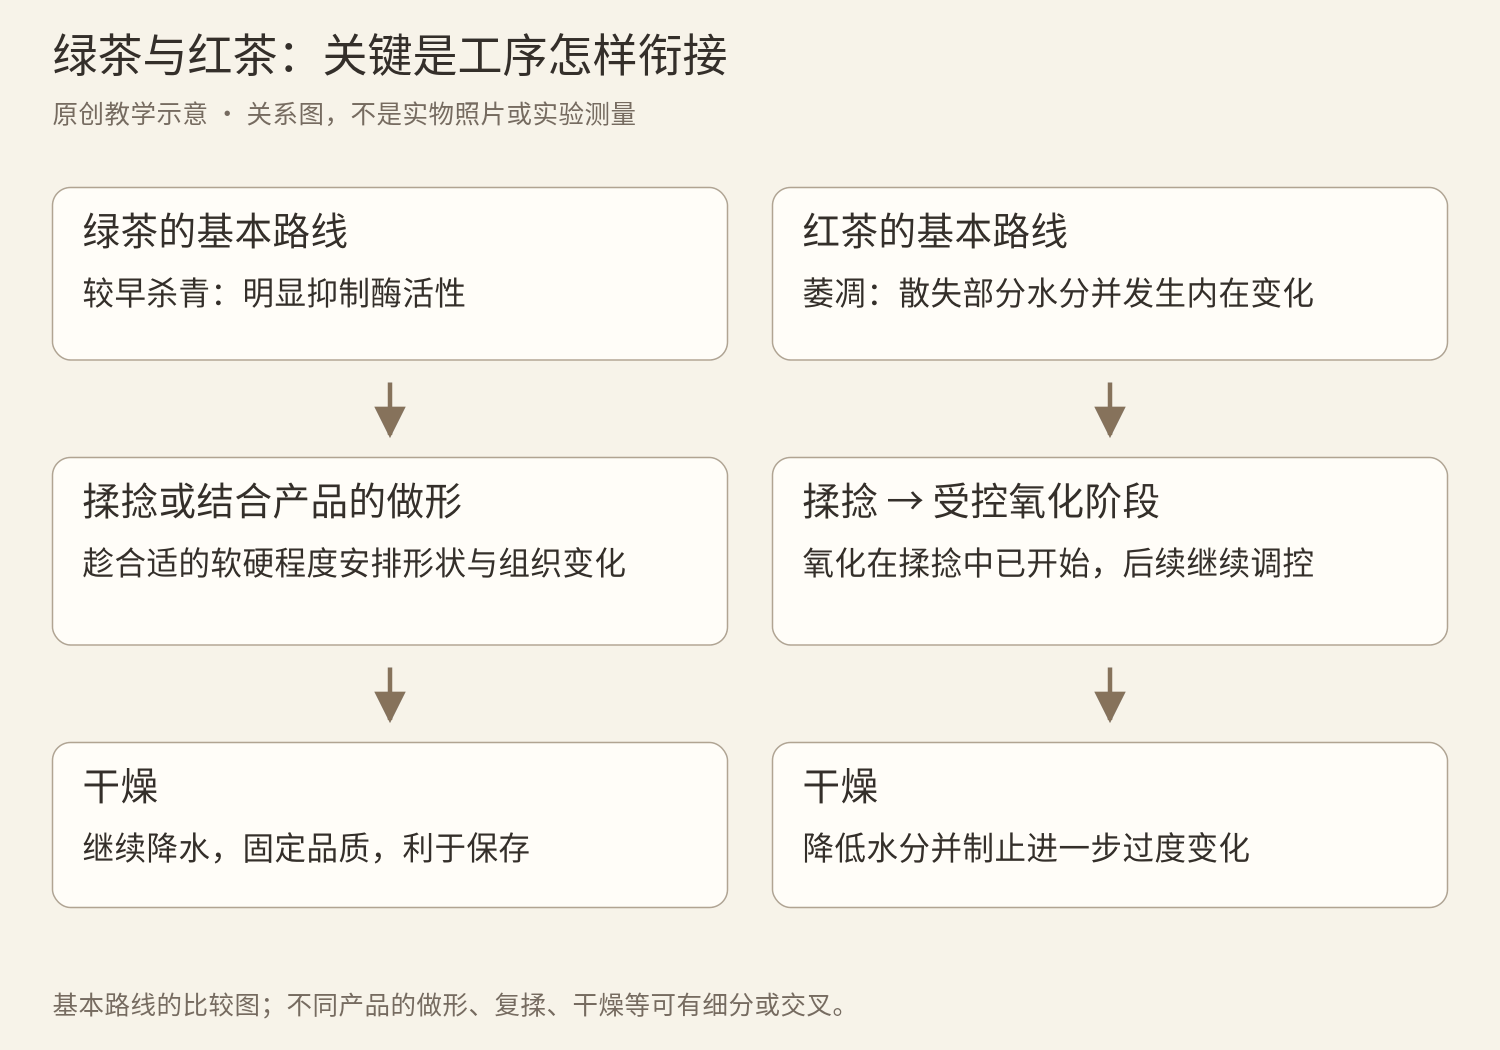 绿茶与红茶：关键是工序怎样衔接
原创教学示意 · 关系图，不是实物照片或实验测量
绿茶的基本路线
较早杀青：明显抑制酶活性
揉捻或结合产品的做形
趁合适的软硬程度安排形状与组织变化
干燥
继续降水，固定品质，利于保存
红茶的基本路线
萎凋：散失部分水分并发生内在变化
揉捻 → 受控氧化阶段
氧化在揉捻中已开始，后续继续调控
干燥
降低水分并制止进一步过度变化
基本路线的比较图；不同产品的做形、复揉、干燥等可有细分或交叉。